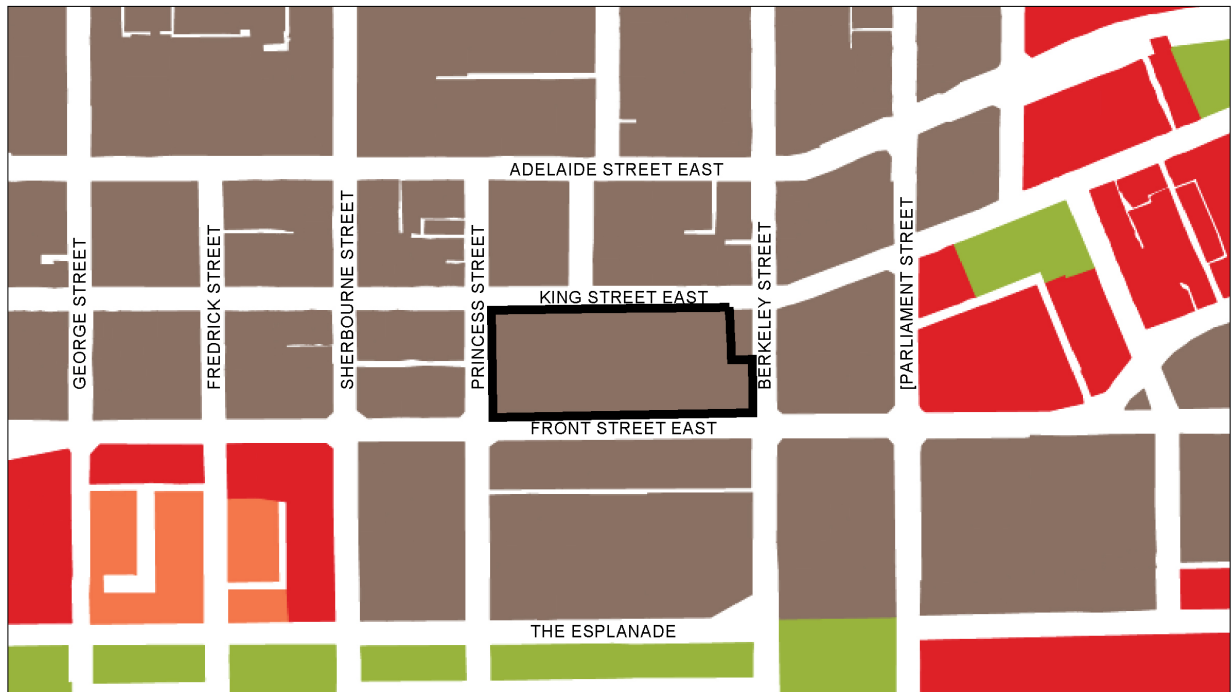 ADELAIDE STREET EAST
GEORGE STREET
FREDRICK STREET
SHERBOURNE STREET
PRINCESS STREET
KING STREET EAST
BERKELEY STREET
[PARLIAMENT STREET
FRONT STREET EAST
THE ESPLANADE